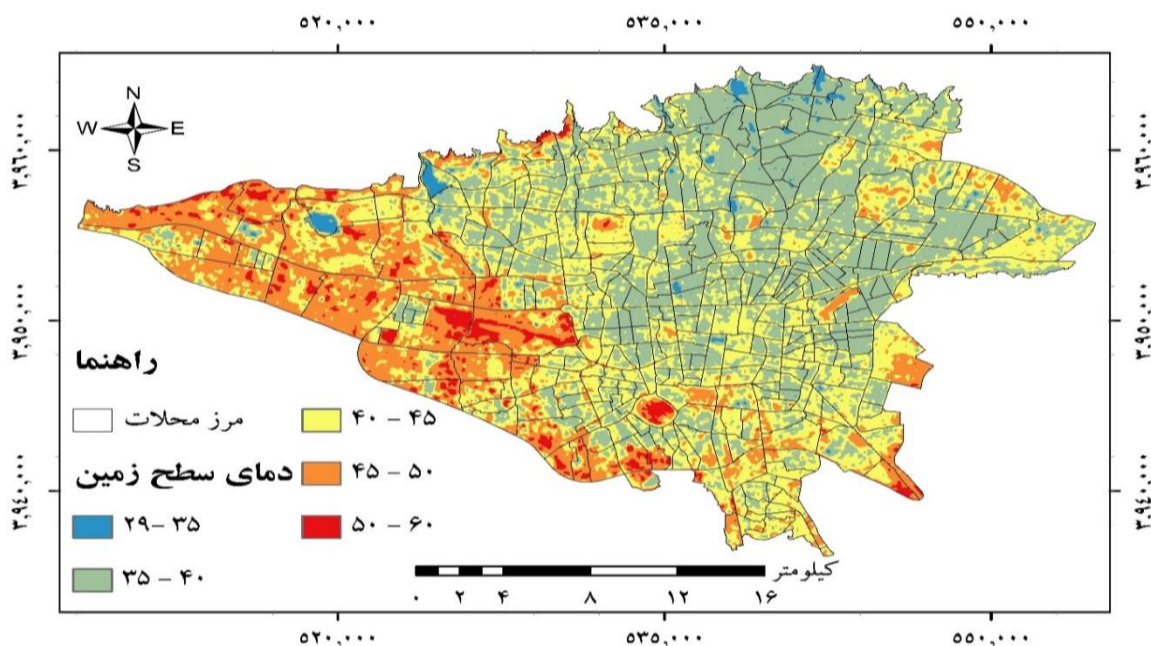 ۵۲۰,۰۰۰ ۵۳۵,۰۰۰ ۵۵۰,۰۰۰
N
W E
S
۳,۹۶۰,۰۰۰ ۳,۹۶۰,۰۰۰
۳,۹۵۰,۰۰۰ ۳,۹۵۰,۰۰۰
۳,۹۴۰,۰۰۰ ۳,۹۴۰,۰۰۰
راهنما
مرز محلات
دمای سطح زمین
۲۹ – ۳۵
۳۵ – ۴۰
۴۰ – ۴۵
۴۵ – ۵۰
۵۰ – ۶۰
کیلومتر
۰ ۲ ۴ ۸ ۱۲ ۱۶
۵۲۰,۰۰۰ ۵۳۵,۰۰۰ ۵۵۰,۰۰۰